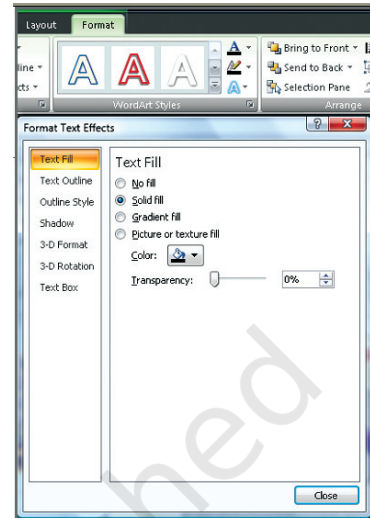 Layout Format
line
cts
A A A A A
Bring to Front
Send to Back
Selection Pane
WordArt Styles Arrange
Format Text Effects ? X
Text Fill
Text Outline
Outline Style
Shadow
3-D Format
3-D Rotation
Text Box
Text Fill
No fill
Solid fill
Gradient fill
Picture or texture fill
Color:
Transparency: 0%
Close
hed